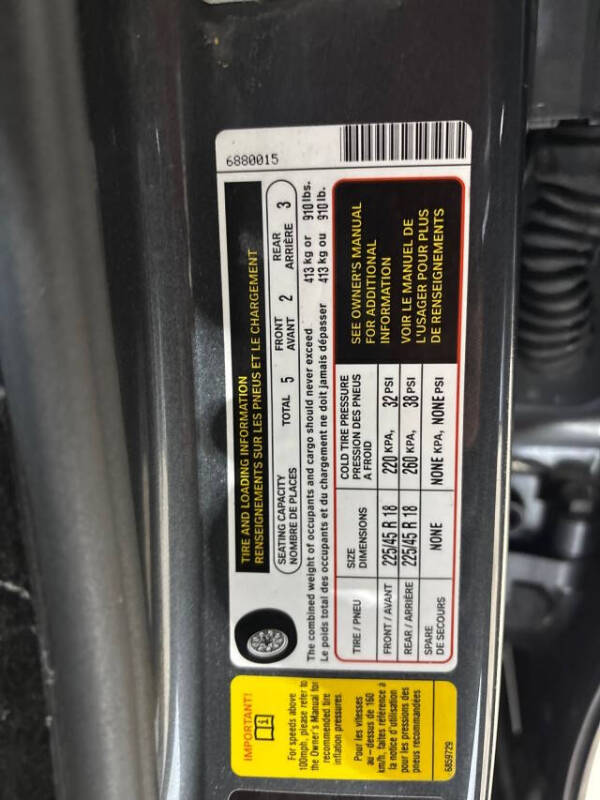 6880015
TIRE AND LOADING INFORMATION
RENSEIGNEMENTS SUR LES PNEUS ET LE CHARGEMENT
SEATING CAPACITY TOTAL 5 FRONT 2 REAR 3
NOMBRE DE PLACES AVANT ARRIÈRE
The combined weight of occupants and cargo should never exceed 413 kg or 910 lbs.
Le poids total des occupants et du chargement ne doit jamais dépasser 413 kg ou 910 lb.
TIRE / PNEU SIZE COLD TIRE PRESSURE
DIMENSIONS PRESSION DES PNEUS
A FROID
FRONT / AVANT 225/45 R 18 220 KPA, 32 PSI
REAR / ARRIÈRE 225/45 R 18 260 KPA, 38 PSI
SPARE NONE NONE KPA, NONE PSI
DE SECOURS
SEE OWNER'S MANUAL
FOR ADDITIONAL
INFORMATION
VOIR LE MANUEL DE
L'USAGER POUR PLUS
DE RENSEIGNEMENTS
IMPORTANT!
i
For speeds above
100mph, please refer to
the Owner's Manual for
recommended tire
inflation pressures.
Pour les vitesses
au-dessus de 160
km/h, faites référence à
la notice d'utilisation
pour les pressions des
pneus recommandées
6859729